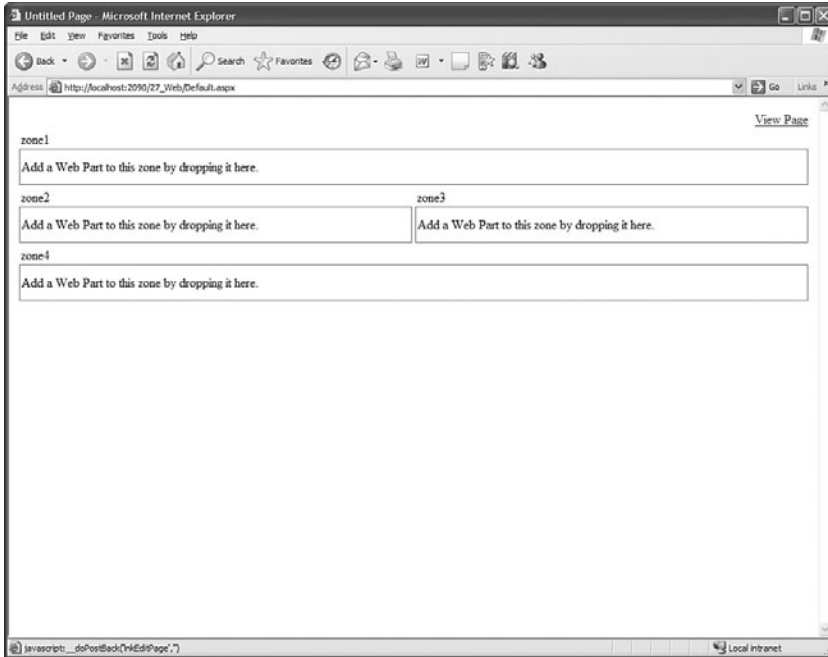 Untitled Page - Microsoft Internet Explorer
File Edit View Favorites Tools Help
Back Search Favorites
Address http://localhost:2090/27_Web/Default.aspx Go Links
View Page
zone1
Add a Web Part to this zone by dropping it here.
zone2 zone3
Add a Web Part to this zone by dropping it here. Add a Web Part to this zone by dropping it here.
zone4
Add a Web Part to this zone by dropping it here.
javascript:__doPostBack('lnkEditPage','') Local intranet